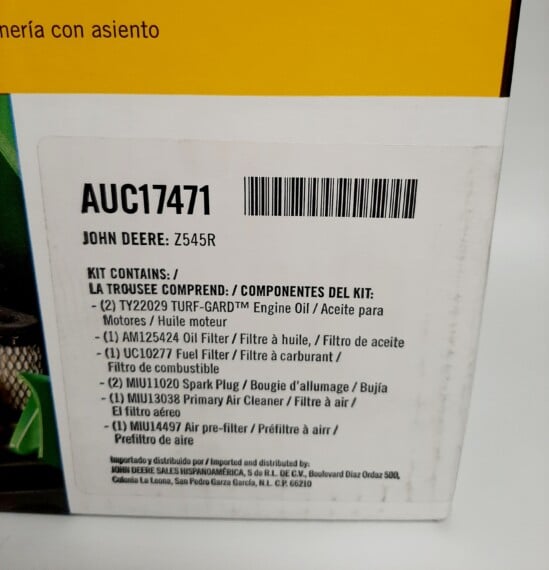 nería con asiento
AUC17471
JOHN DEERE: Z545R
KIT CONTAINS: /
LA TROUSEE COMPREND: / COMPONENTES DEL KIT:
- (2) TY22029 TURF-GARD™ Engine Oil / Aceite para
Motores / Huile moteur
- (1) AM125424 Oil Filter / Filtre à huile, / Filtro de aceite
- (1) UC10277 Fuel Filter / Filtre à carburant /
Filtro de combustible
- (2) MIU11020 Spark Plug / Bougie d'allumage / Bujía
- (1) MIU13038 Primary Air Cleaner / Filtre à air /
El filtro aéreo
- (1) MIU14497 Air pre-filter / Préfiltre à airr /
Prefiltro de aire
Importado y distribuido por / Imported and distributed by:
JOHN DEERE SALES HISPANOAMÉRICA, S de R.L. DE C.V., Boulevard Díaz Ordaz 500,
Colonia La Leona, San Pedro Garza García, N.L. C.P. 66210